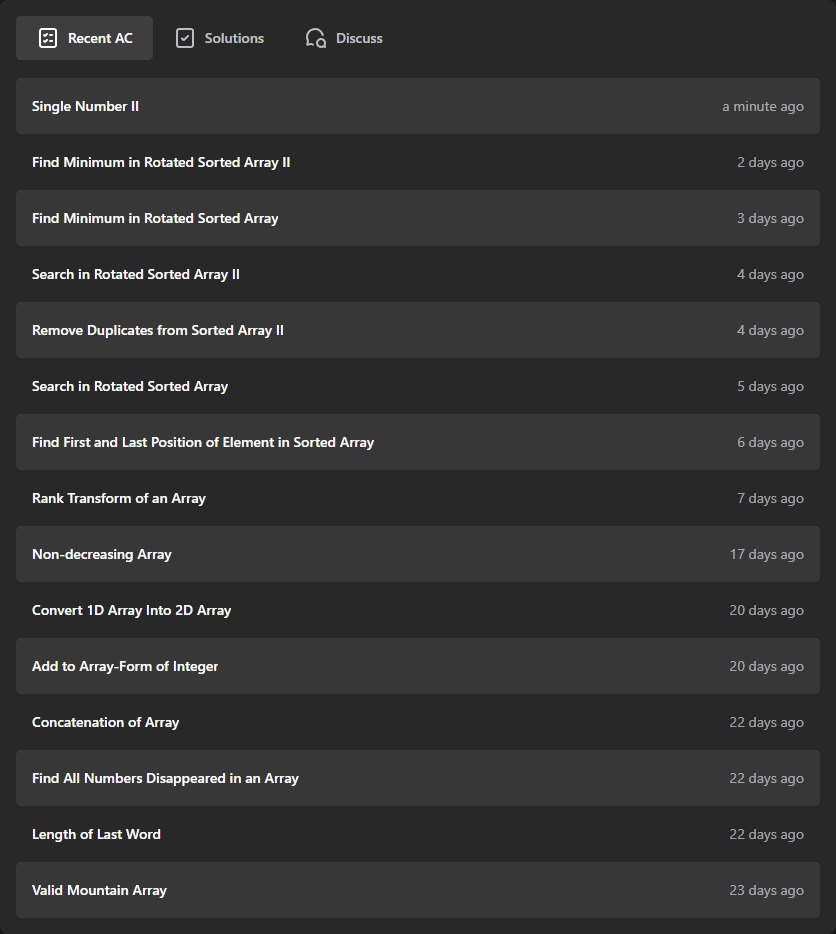 Recent AC Solutions Discuss
Single Number II a minute ago
Find Minimum in Rotated Sorted Array II 2 days ago
Find Minimum in Rotated Sorted Array 3 days ago
Search in Rotated Sorted Array II 4 days ago
Remove Duplicates from Sorted Array II 4 days ago
Search in Rotated Sorted Array 5 days ago
Find First and Last Position of Element in Sorted Array 6 days ago
Rank Transform of an Array 7 days ago
Non-decreasing Array 17 days ago
Convert 1D Array Into 2D Array 20 days ago
Add to Array-Form of Integer 20 days ago
Concatenation of Array 22 days ago
Find All Numbers Disappeared in an Array 22 days ago
Length of Last Word 22 days ago
Valid Mountain Array 23 days ago